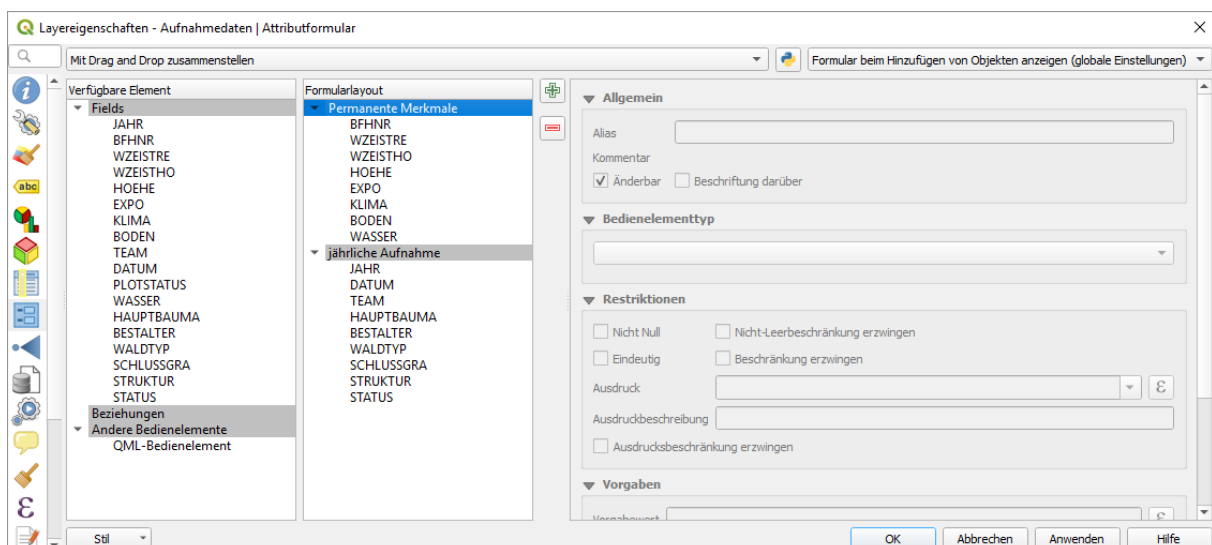 Layereigenschaften - Aufnahmedaten | Attributformular
Mit Drag and Drop zusammenstellen
Formular beim Hinzufügen von Objekten anzeigen (globale Einstellungen)
abc
Verfügbare Element
Fields
JAHR
BFHNR
WZEISTRE
WZEISTHO
HOEHE
EXPO
KLIMA
BODEN
TEAM
DATUM
PLOTSTATUS
WASSER
HAUPTBAUMA
BESTALTER
WALDTYP
SCHLUSSGRA
STRUKTUR
STATUS
Beziehungen
Andere Bedienelemente
QML-Bedienelement
Formularlayout
Permanente Merkmale
BFHNR
WZEISTRE
WZEISTHO
HOEHE
EXPO
KLIMA
BODEN
WASSER
jährliche Aufnahme
JAHR
DATUM
TEAM
HAUPTBAUMA
BESTALTER
WALDTYP
SCHLUSSGRA
STRUKTUR
STATUS
Allgemein
Alias
Kommentar
Änderbar Beschriftung darüber
Bedienelementtyp
Restriktionen
Nicht Null Nicht-Leerbeschränkung erzwingen
Eindeutig Beschränkung erzwingen
Ausdruck ε
Ausdruckbeschreibung
Ausdrucksbeschränkung erzwingen
Vorgaben
Vorgabewert ε
Stil
OK Abbrechen Anwenden Hilfe